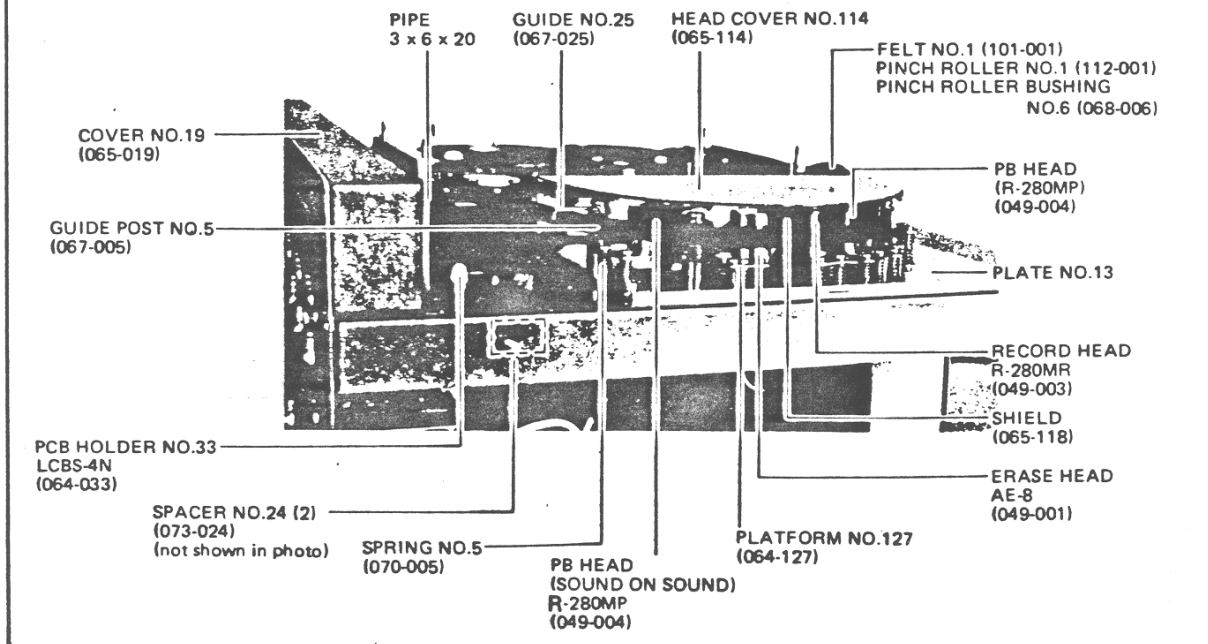 PIPE
3 x 6 x 20
GUIDE NO.25
(067-025)
HEAD COVER NO.114
(065-114)
FELT NO.1 (101-001)
PINCH ROLLER NO.1 (112-001)
PINCH ROLLER BUSHING
NO.6 (068-006)
COVER NO.19
(065-019)
PB HEAD
(R-280MP)
(049-004)
GUIDE POST NO.5
(067-005)
PLATE NO.13
RECORD HEAD
R-280MR
(049-003)
SHIELD
(065-118)
PCB HOLDER NO.33
LCBS-4N
(064-033)
ERASE HEAD
AE-8
(049-001)
SPACER NO.24 (2)
(073-024)
(not shown in photo)
SPRING NO.5
(070-005)
PB HEAD
(SOUND ON SOUND)
R-280MP
(049-004)
PLATFORM NO.127
(064-127)